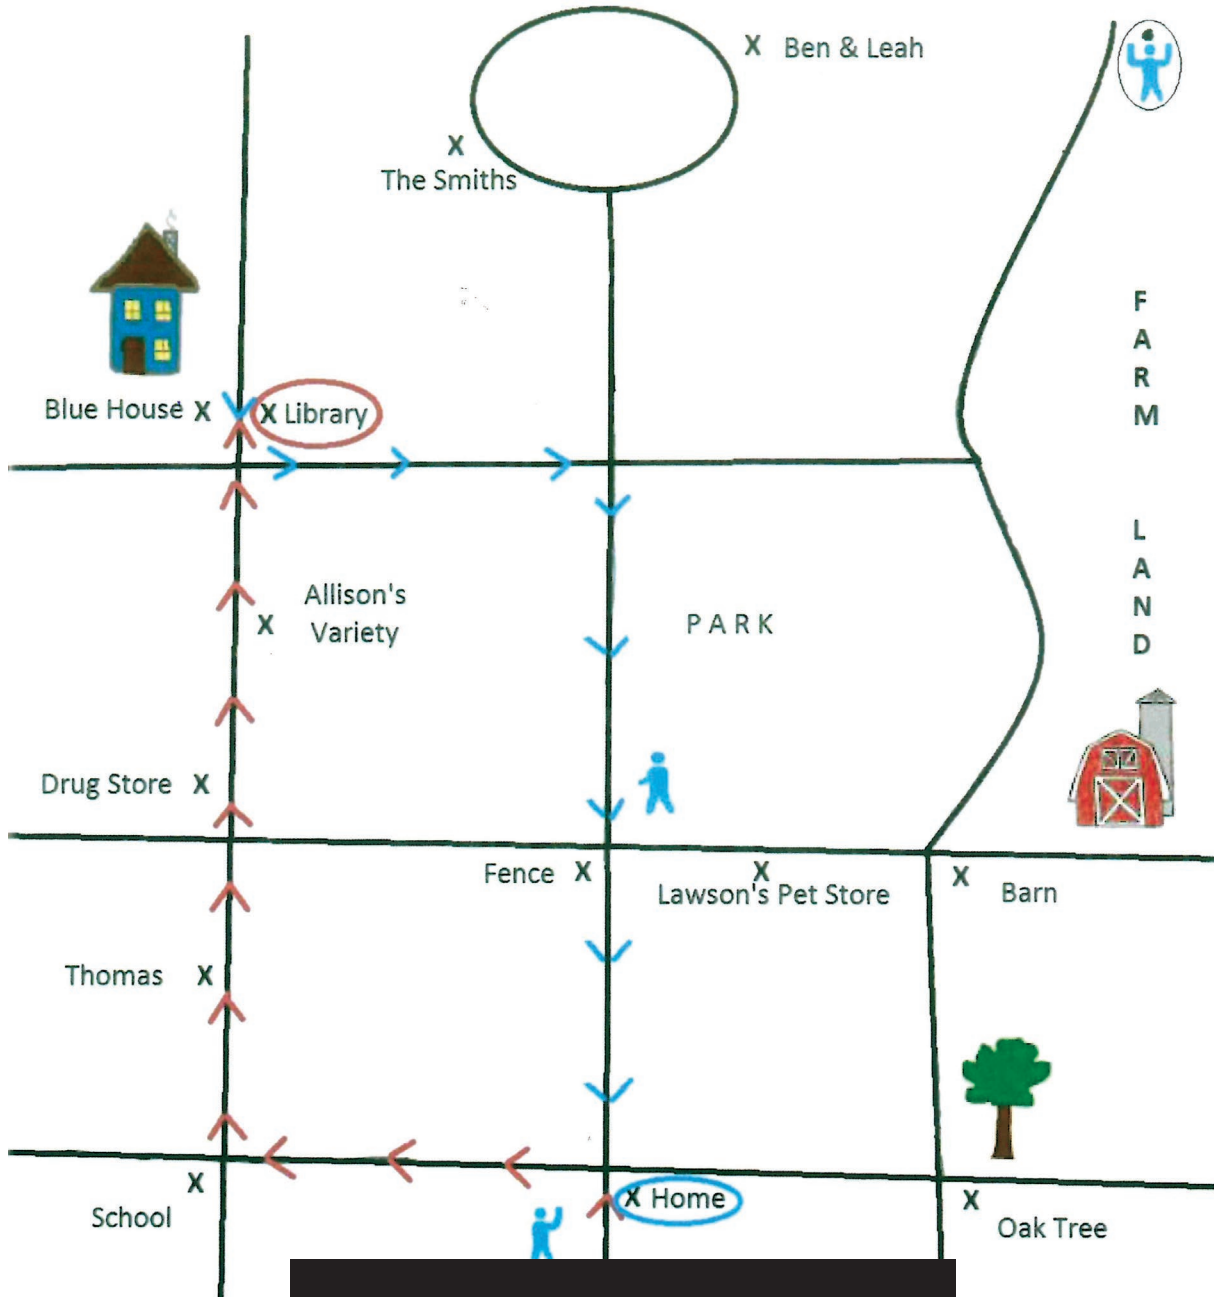 X Ben & Leah
X
The Smiths
F
A
R
M
Blue House X
X Library
L
A
N
D
Allison's
X Variety
P A R K
Drug Store X
Fence X
X
Lawson's Pet Store
X Barn
Thomas X
X
School
X Home
X
Oak Tree